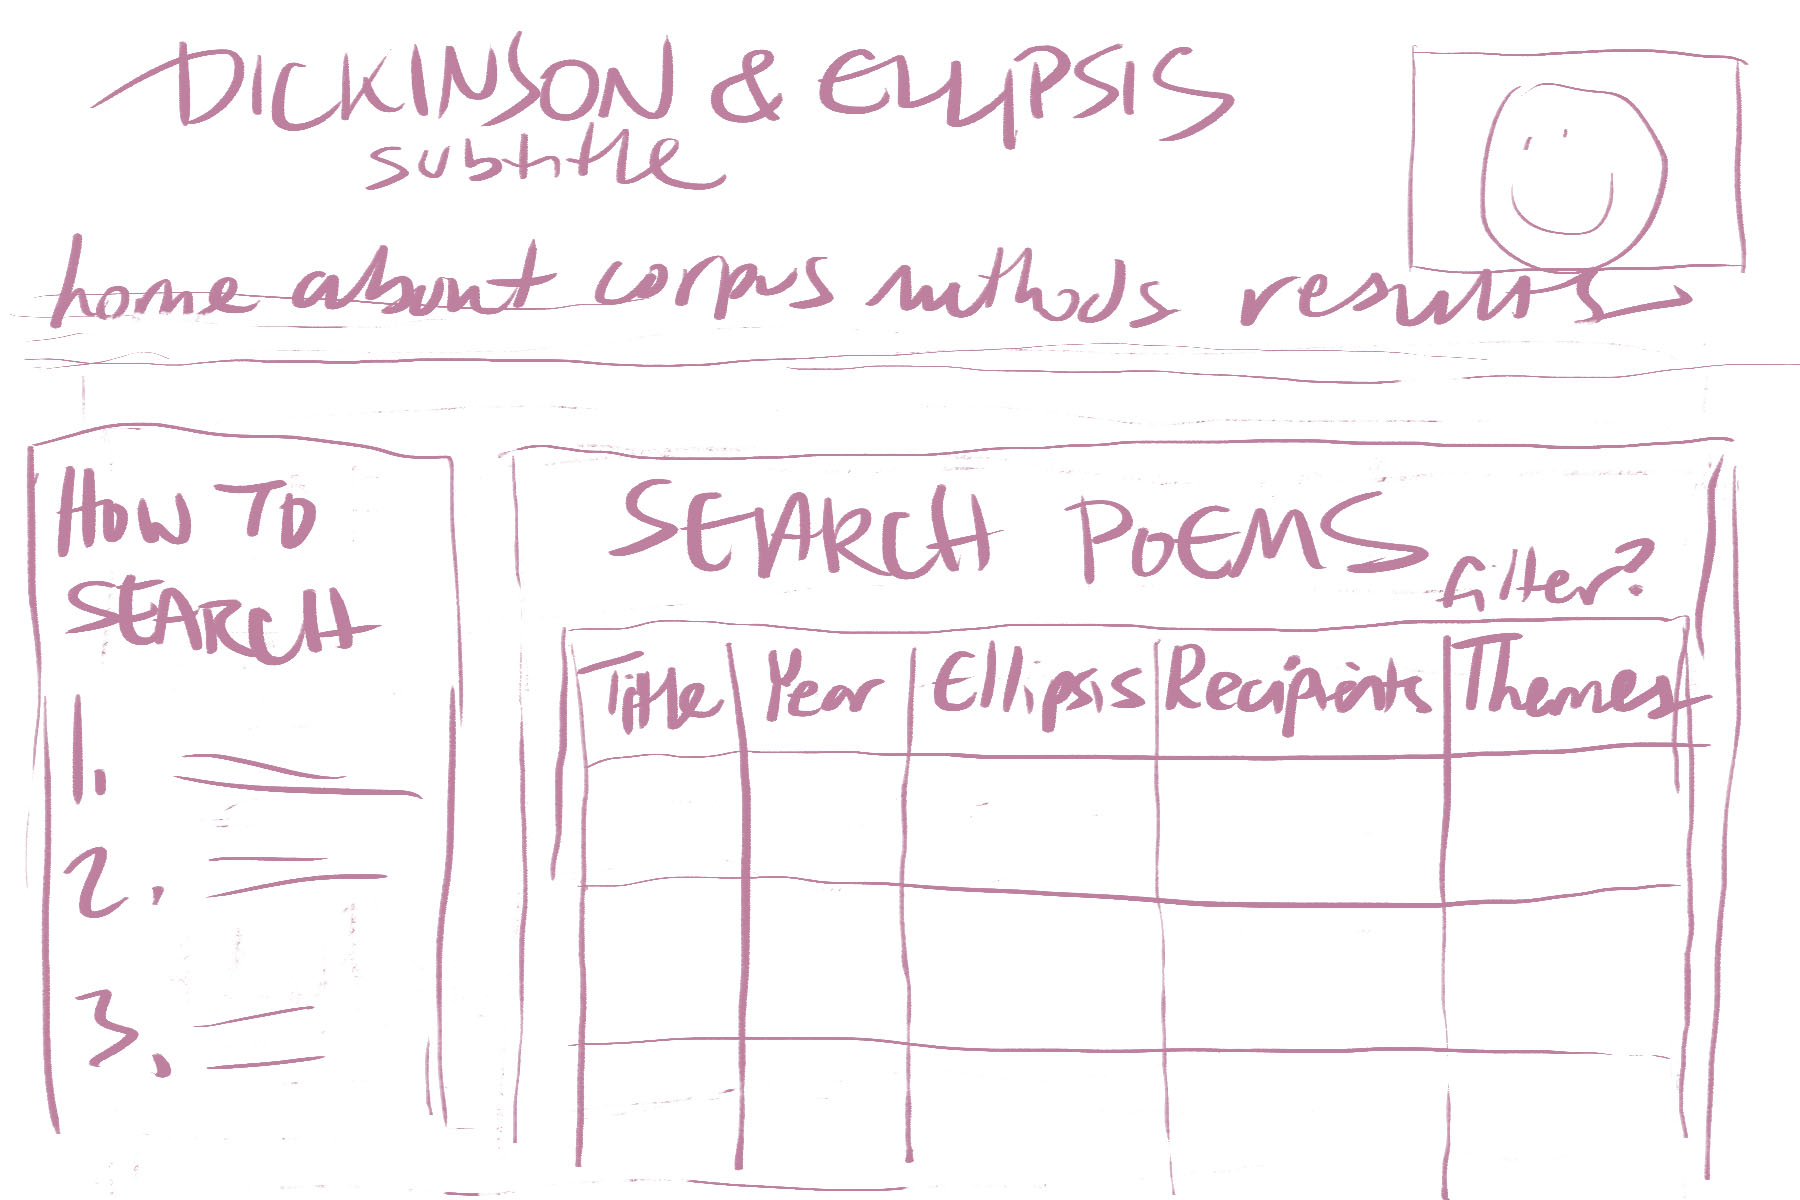 DICKINSON & ELLIPSIS
subtitle
home about corpus methods results
HOW TO
SEARCH
1.
2.
3.
SEARCH POEMS
filter?
Title Year Ellipsis Recipients Themes